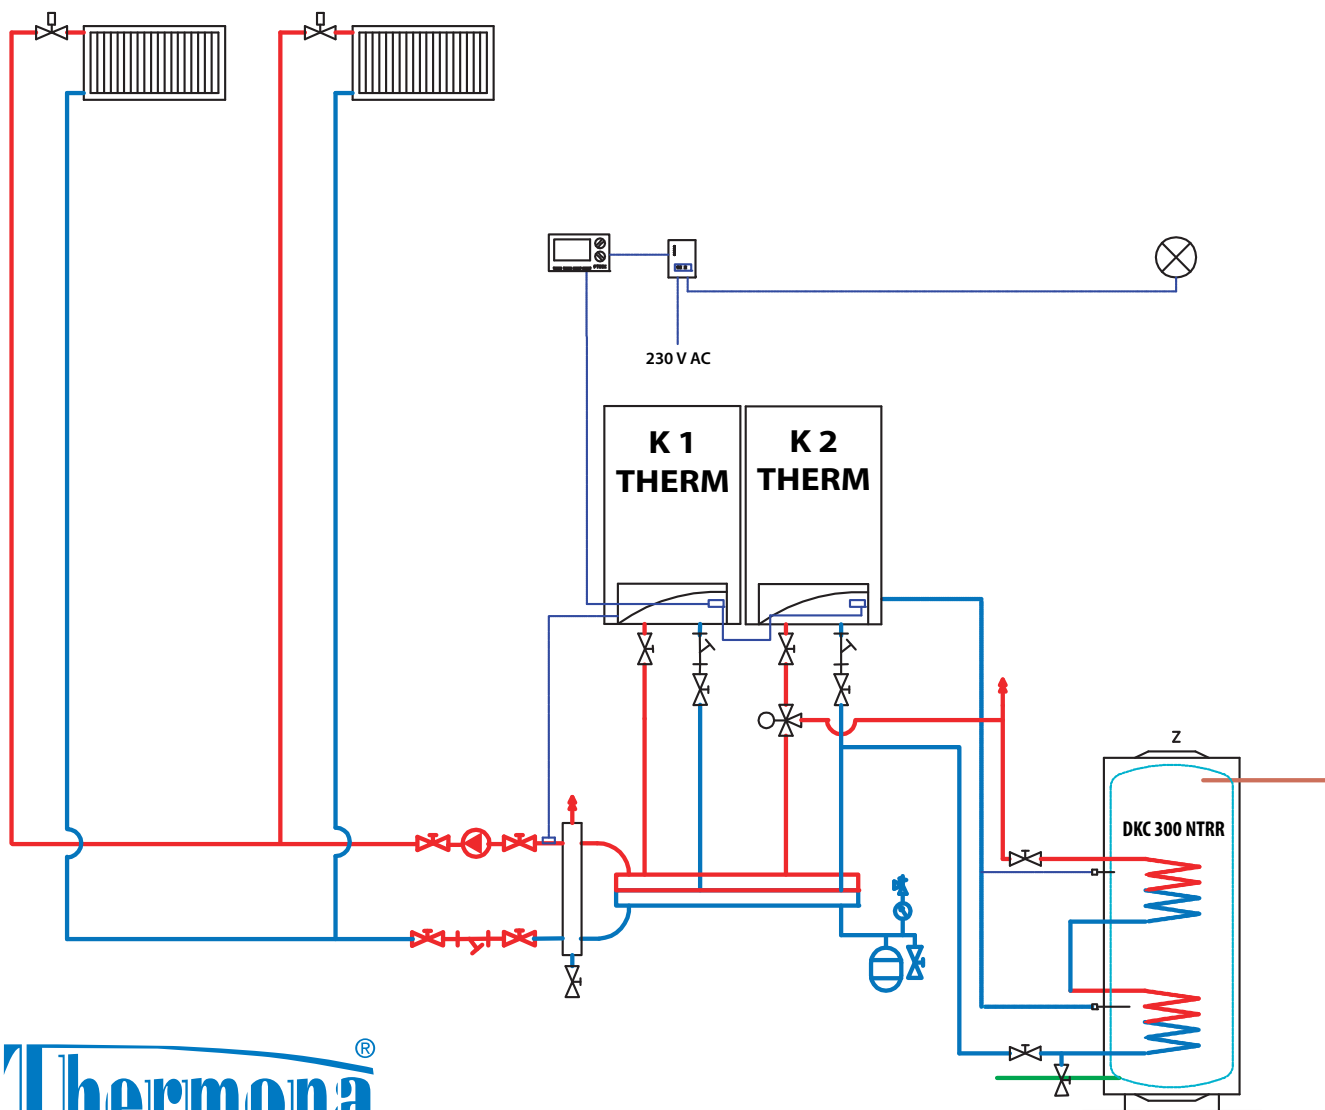 230 V AC
K 1
THERM
K 2
THERM
Z
DKC 300 NTRR
Thermona
®